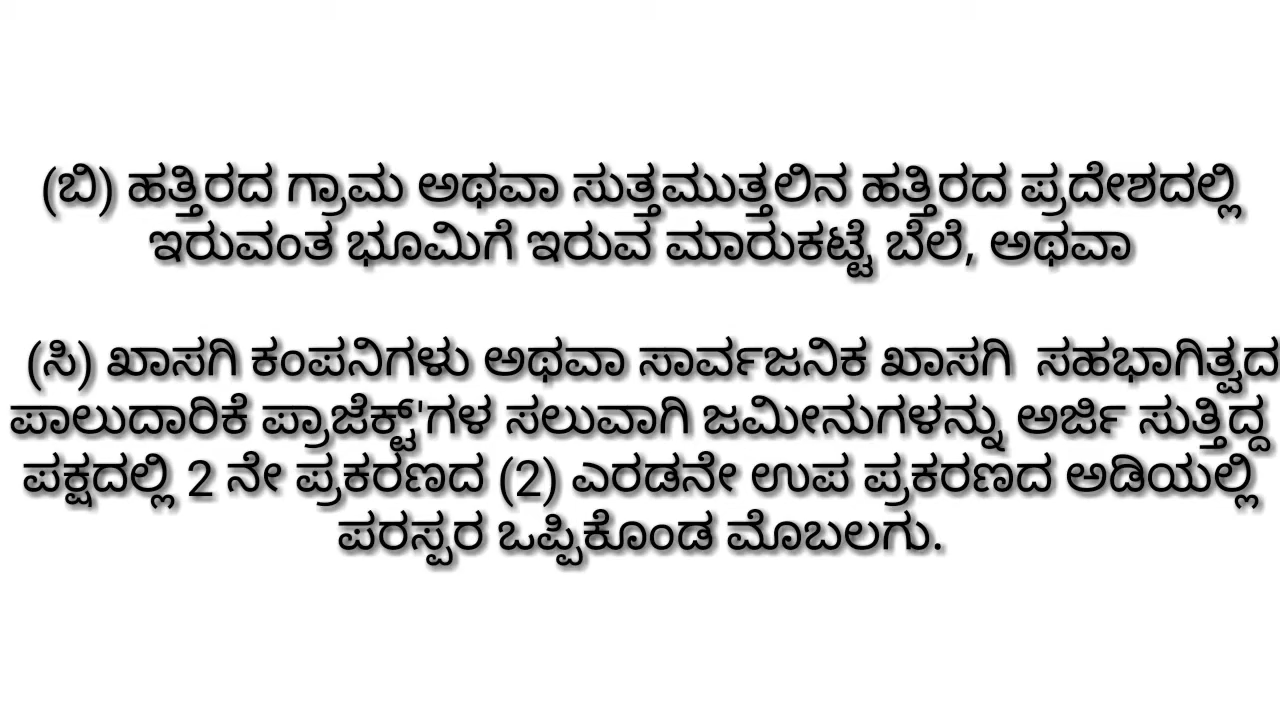 (ಬಿ) ಹತ್ತಿರದ ಗ್ರಾಮ ಅಥವಾ ಸುತ್ತಮುತ್ತಲಿನ ಹತ್ತಿರದ ಪ್ರದೇಶದಲ್ಲಿ
ಇರುವಂತ ಭೂಮಿಗೆ ಇರುವ ಮಾರುಕಟ್ಟೆ ಬೆಲೆ, ಅಥವಾ
(ಸಿ) ಖಾಸಗಿ ಕಂಪನಿಗಳು ಅಥವಾ ಸಾರ್ವಜನಿಕ ಖಾಸಗಿ ಸಹಭಾಗಿತ್ವದ
ಪಾಲುದಾರಿಕೆ ಪ್ರಾಜೆಕ್ಟ್'ಗಳ ಸಲುವಾಗಿ ಜಮೀನುಗಳನ್ನು ಅರ್ಜಿ ಸುತ್ತಿದ್ದ
ಪಕ್ಷದಲ್ಲಿ 2 ನೇ ಪ್ರಕರಣದ (2) ಎರಡನೇ ಉಪ ಪ್ರಕರಣದ ಅಡಿಯಲ್ಲಿ
ಪರಸ್ಪರ ಒಪ್ಪಿಕೊಂಡ ಮೊಬಲಗು.